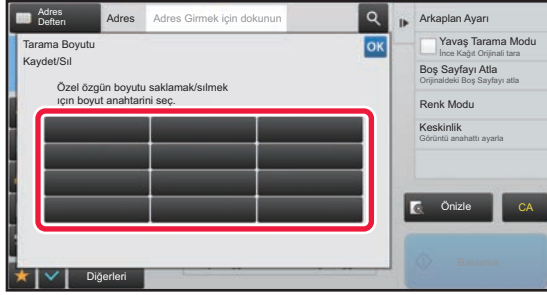 Adres
Defteri
Adres
Adres Girmek için dokunun
Tarama Boyutu
Kaydet/Sil
OK
Özel özgün boyutu saklamak/silmek
için boyut anahtarini seç.
Diğerleri
Arkaplan Ayarı
Yavaş Tarama Modu
İnce Kağıt Orijinali tara
Boş Sayfayı Atla
Orijinaldeki Boş Sayfayı atla
Renk Modu
Keskinlik
Görüntü anahattı ayarla
Önizle
CA